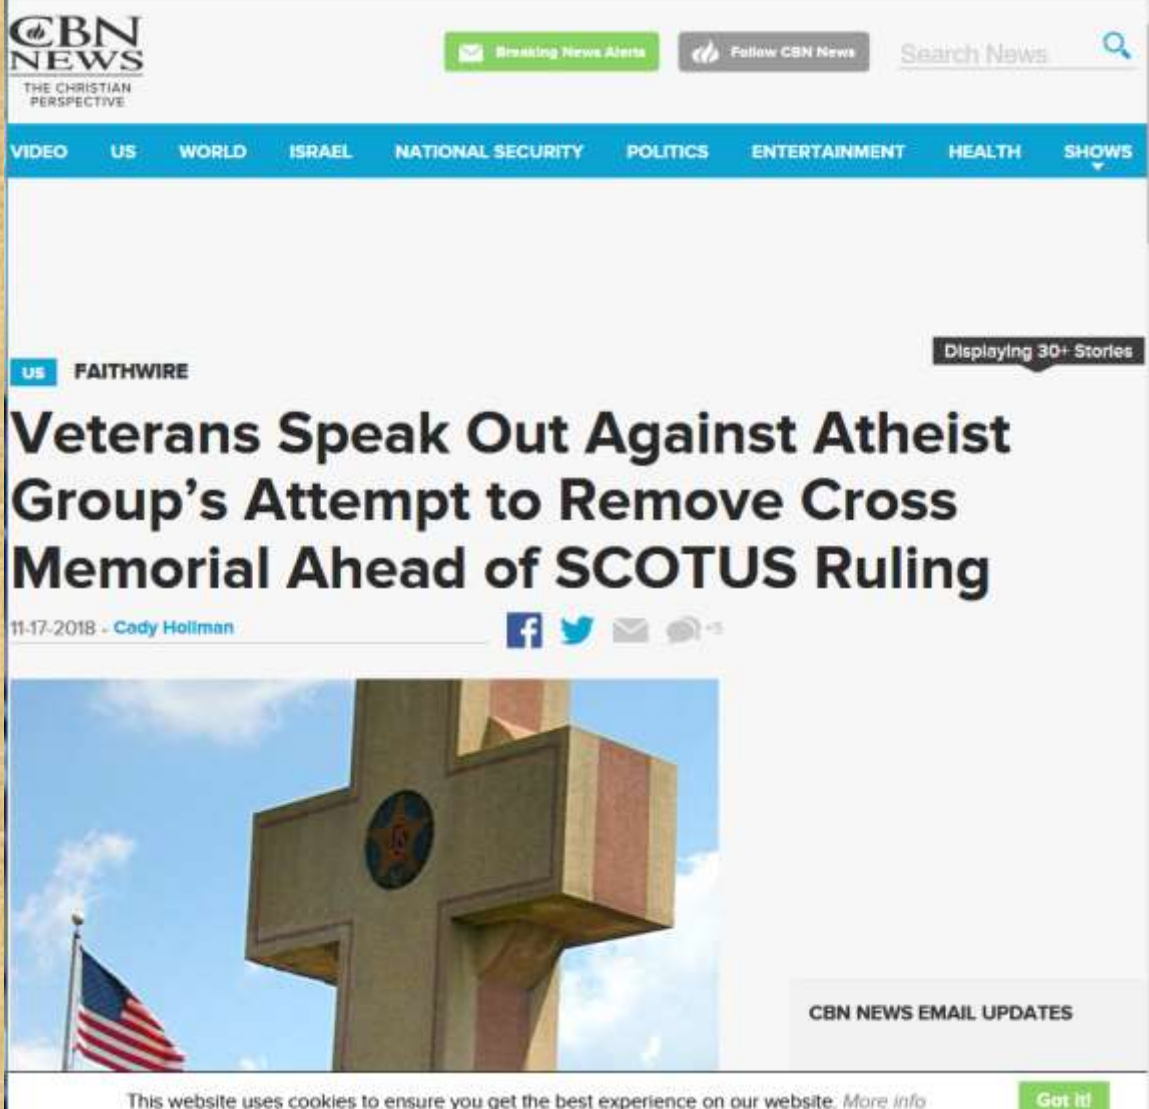 CBN
NEWS
THE CHRISTIAN
PERSPECTIVE
Breaking News Alerts
Follow CBN News
Search News
VIDEO US WORLD ISRAEL NATIONAL SECURITY POLITICS ENTERTAINMENT HEALTH SHOWS
Displaying 30+ Stories
US FAITHWIRE
Veterans Speak Out Against Atheist
Group's Attempt to Remove Cross
Memorial Ahead of SCOTUS Ruling
11-17-2018 - Cady Hollman
CBN NEWS EMAIL UPDATES
This website uses cookies to ensure you get the best experience on our website. More info
Got it!